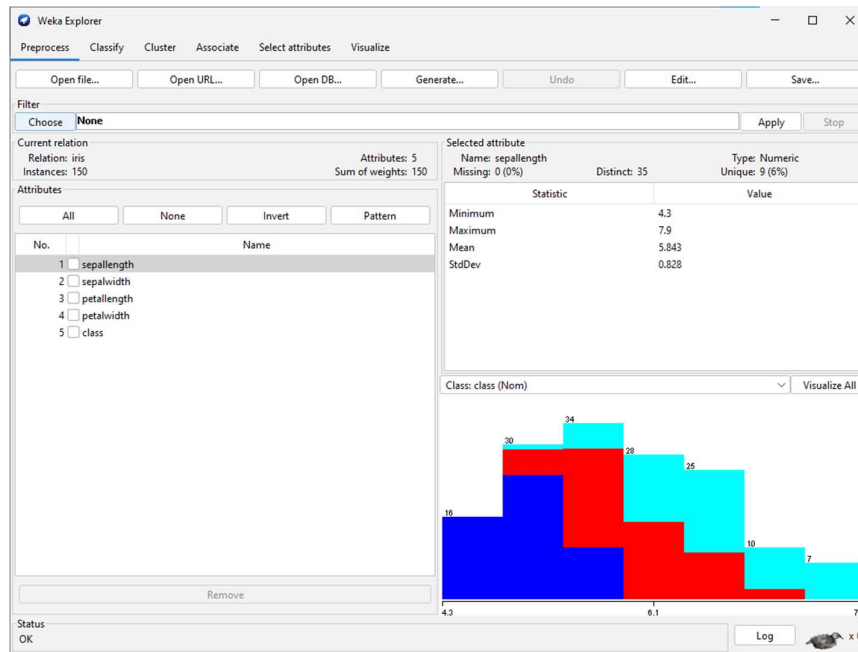 Weka Explorer
Preprocess Classify Cluster Associate Select attributes Visualize
Open file... Open URL... Open DB... Generate... Undo Edit... Save...
Filter
Choose None Apply Stop
Current relation
Relation: iris Attributes: 5
Instances: 150 Sum of weights: 150
Attributes
All None Invert Pattern
No. Name
1 sepallength
2 sepalwidth
3 petallength
4 petalwidth
5 class
Remove
Selected attribute
Name: sepallength Type: Numeric
Missing: 0 (0%) Distinct: 35 Unique: 9 (6%)
Statistic Value
Minimum 4.3
Maximum 7.9
Mean 5.843
StdDev 0.828
Class: class (Nom) Visualize All
16 30 34 28 25 10 7
4.3 6.1 7
Status
OK Log x